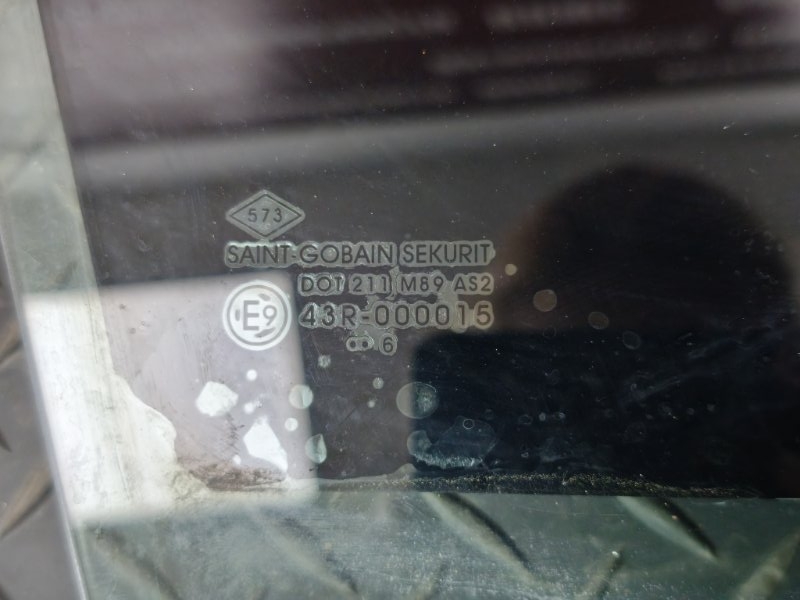 573
SAINT-GOBAIN SEKURIT
DOT 211 M89 AS2
E9 43R-000015
•• 6